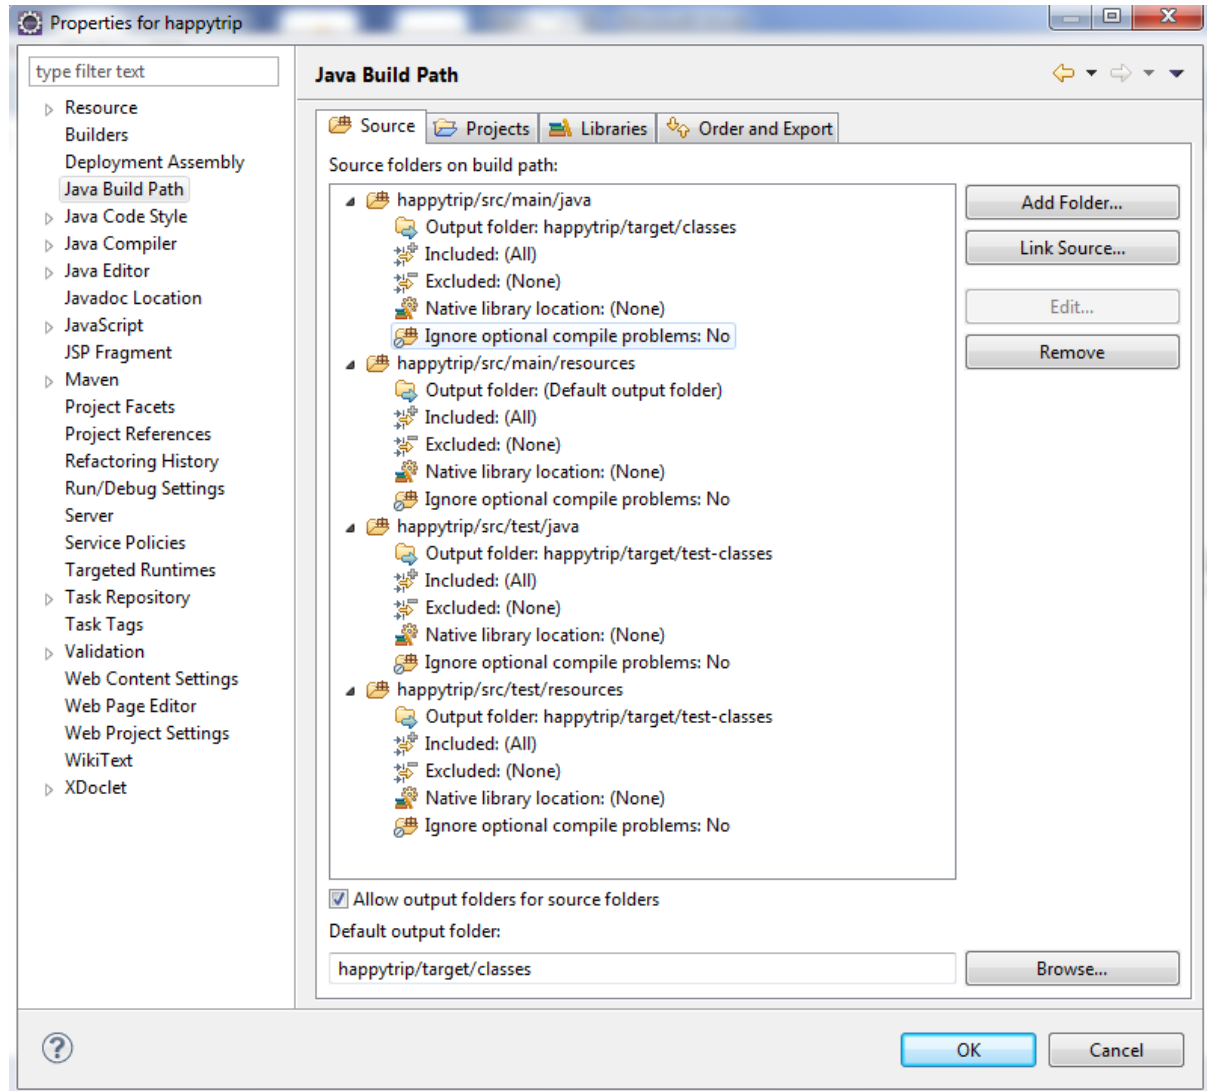 Properties for happytrip
type filter text
Resource
Builders
Deployment Assembly
Java Build Path
Java Code Style
Java Compiler
Java Editor
Javadoc Location
JavaScript
JSP Fragment
Maven
Project Facets
Project References
Refactoring History
Run/Debug Settings
Server
Service Policies
Targeted Runtimes
Task Repository
Task Tags
Validation
Web Content Settings
Web Page Editor
Web Project Settings
WikiText
XDoclet
Java Build Path
Source Projects Libraries Order and Export
Source folders on build path:
happytrip/src/main/java
Output folder: happytrip/target/classes
Included: (All)
Excluded: (None)
Native library location: (None)
Ignore optional compile problems: No
happytrip/src/main/resources
Output folder: (Default output folder)
Included: (All)
Excluded: (None)
Native library location: (None)
Ignore optional compile problems: No
happytrip/src/test/java
Output folder: happytrip/target/test-classes
Included: (All)
Excluded: (None)
Native library location: (None)
Ignore optional compile problems: No
happytrip/src/test/resources
Output folder: happytrip/target/test-classes
Included: (All)
Excluded: (None)
Native library location: (None)
Ignore optional compile problems: No
Add Folder...
Link Source...
Edit...
Remove
Allow output folders for source folders
Default output folder:
happytrip/target/classes
Browse...
OK
Cancel